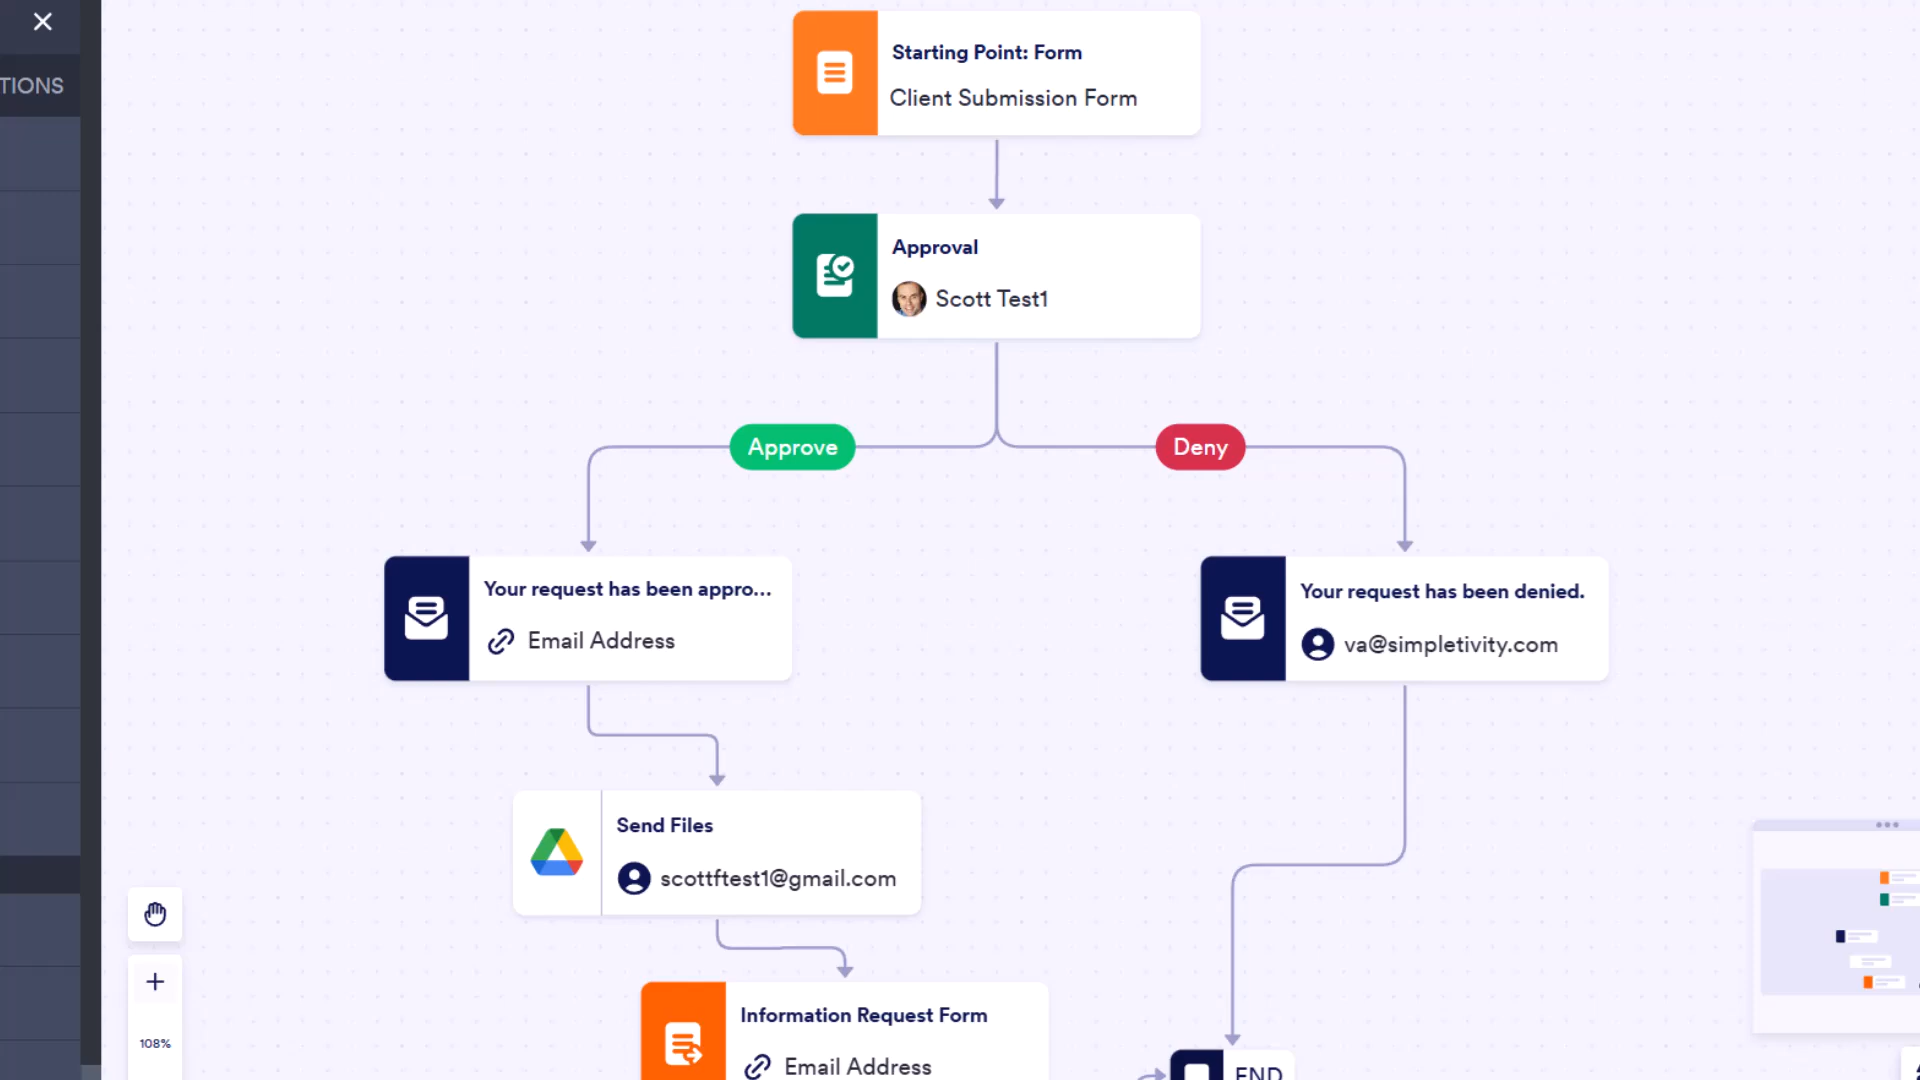 TIONS
Starting Point: Form
Client Submission Form
Approval
Scott Test1
Approve
Deny
Your request has been appro...
Email Address
Your request has been denied.
va@simpletivity.com
Send Files
scottftest1@gmail.com
Information Request Form
Email Address
END
108%